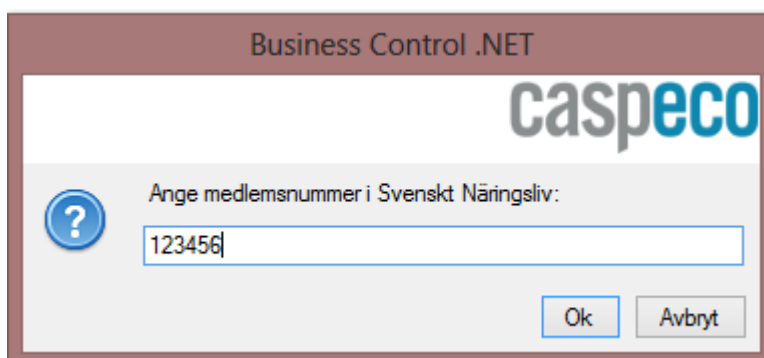 Business Control .NET
caspeco
Ange medlemsnummer i Svenskt Näringsliv:
?
123456
Ok Avbryt